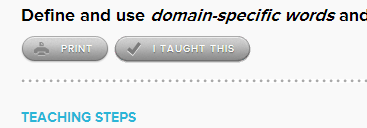 Define and use domain-specific words and
PRINT I TAUGHT THIS
TEACHING STEPS